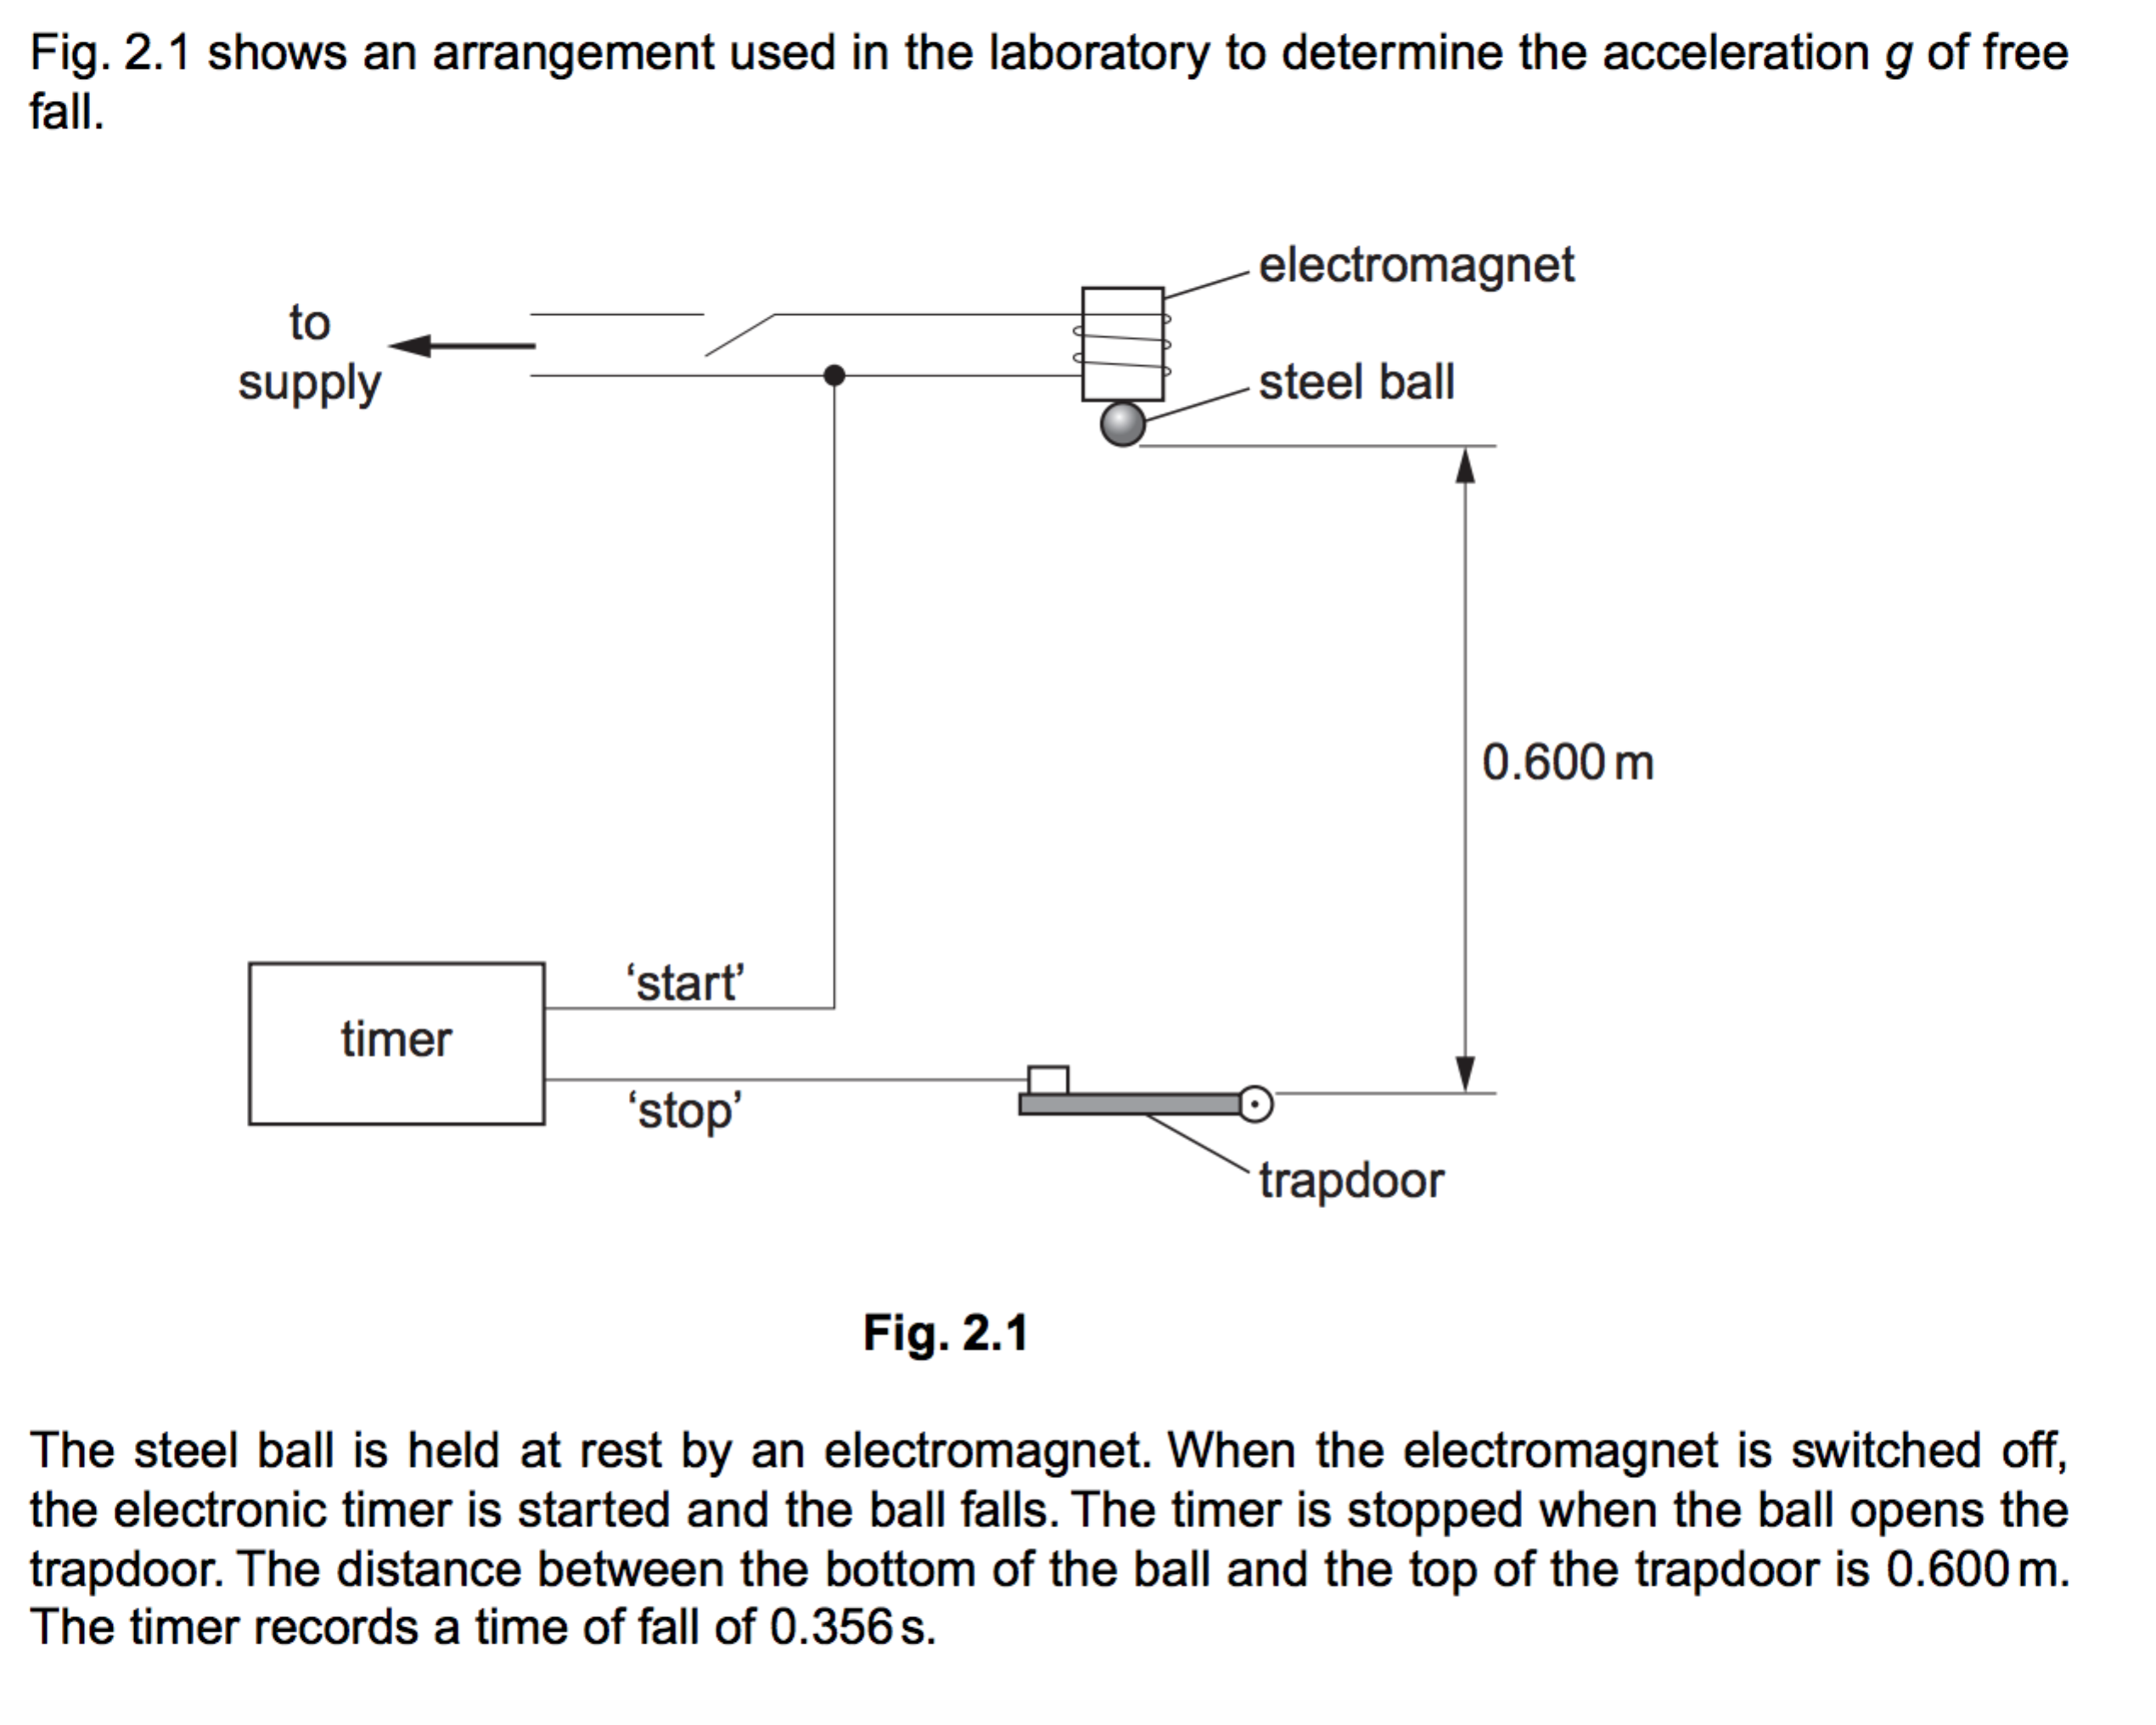 Fig. 2.1 shows an arrangement used in the laboratory to determine the acceleration g of free
fall.
electromagnet
to
supply
steel ball
0.600 m
‘start’
timer
‘stop’
trapdoor
Fig. 2.1
The steel ball is held at rest by an electromagnet. When the electromagnet is switched off,
the electronic timer is started and the ball falls. The timer is stopped when the ball opens the
trapdoor. The distance between the bottom of the ball and the top of the trapdoor is 0.600 m.
The timer records a time of fall of 0.356 s.